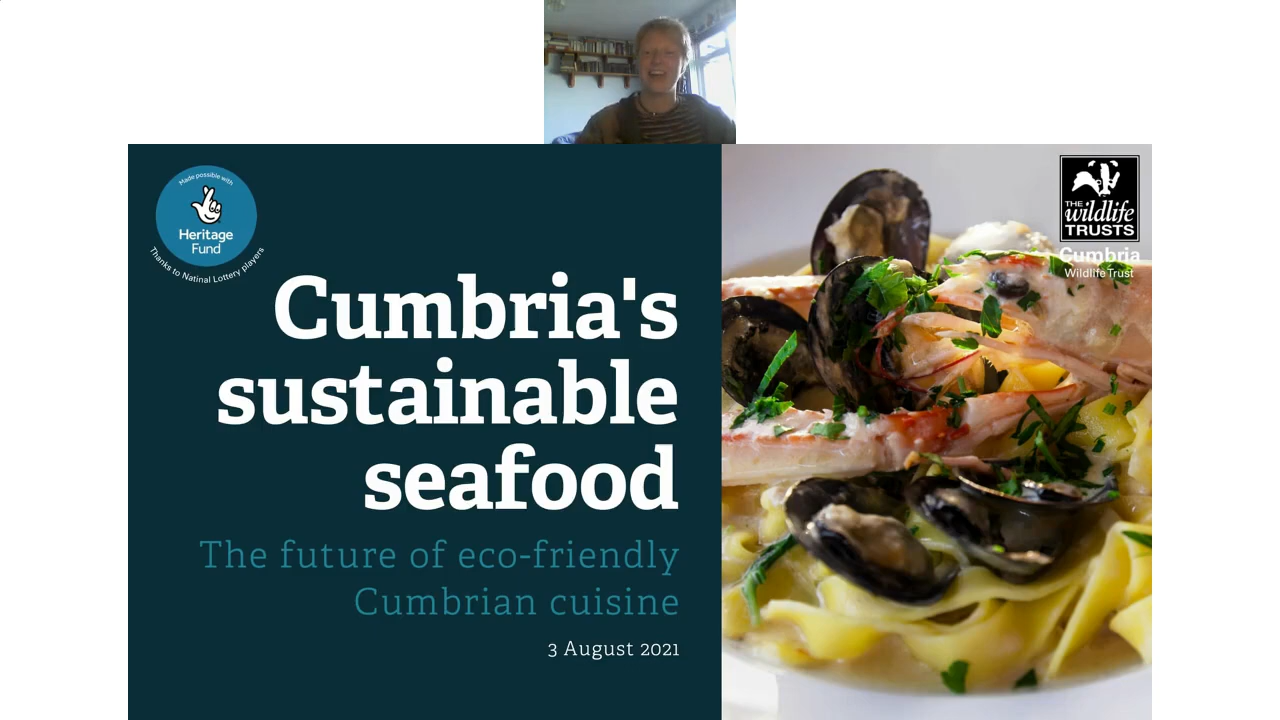 Made possible with
Heritage
Fund
Thanks to Natinal Lottery players
THE
wildlife
TRUSTS
Cumbria
Wildlife Trust
Cumbria's
sustainable
seafood
The future of eco-friendly
Cumbrian cuisine
3 August 2021